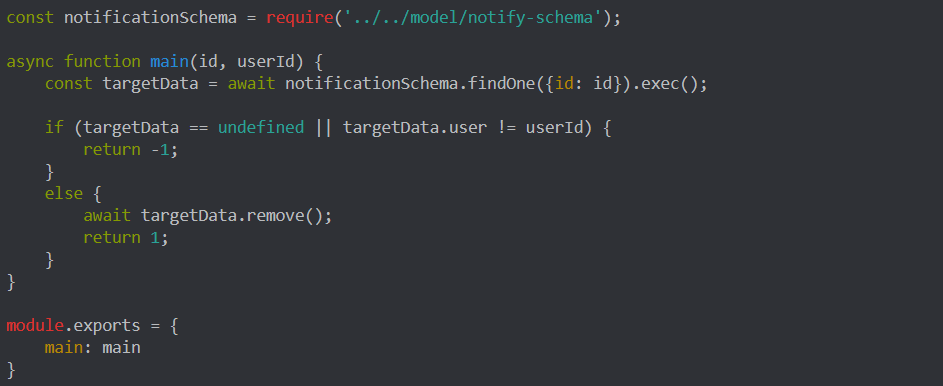 const notificationSchema = require('../../model/notify-schema');

async function main(id, userId) {
    const targetData = await notificationSchema.findOne({id: id}).exec();

    if (targetData == undefined || targetData.user != userId) {
        return -1;
    }
    else {
        await targetData.remove();
        return 1;
    }
}

module.exports = {
    main: main
}